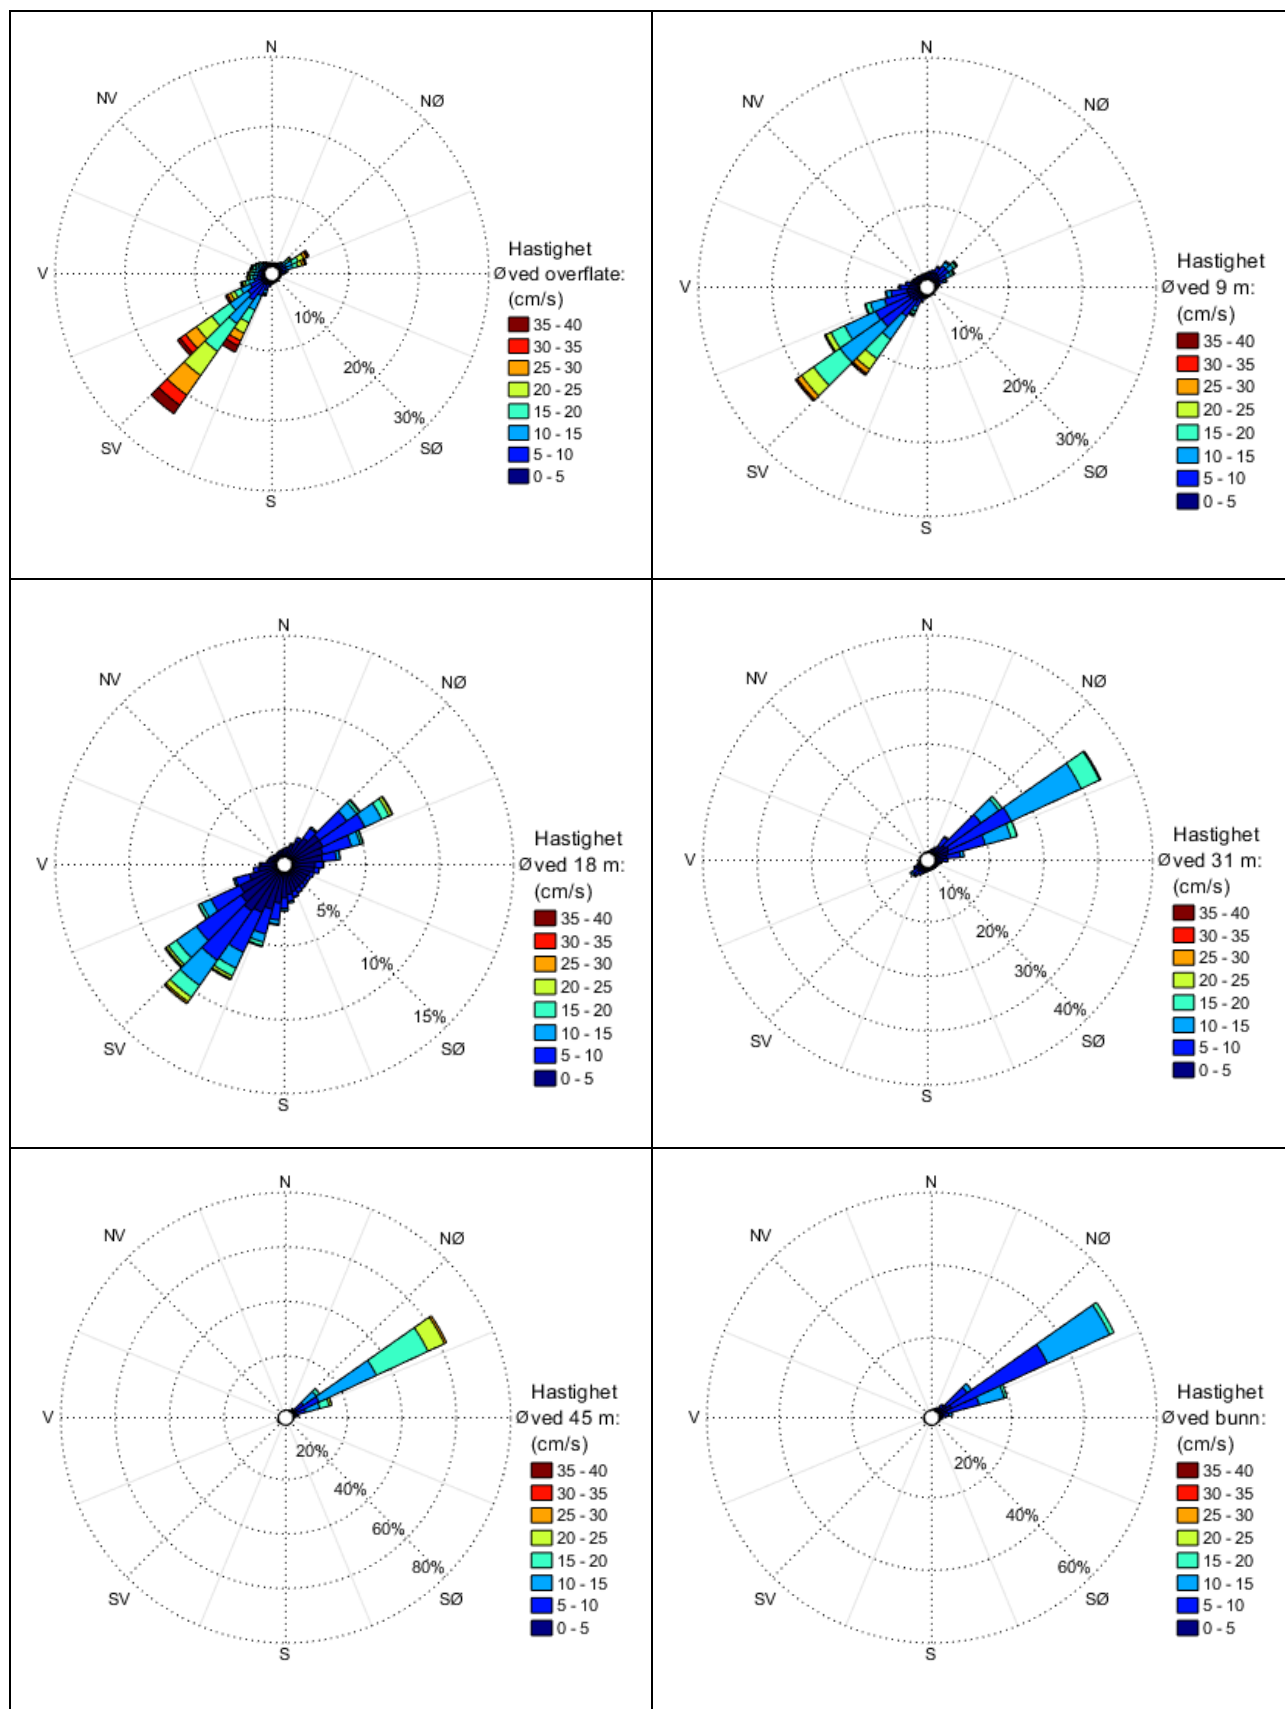 N
NV
NØ
V
Ø
SV
SØ
S
10%
20%
30%
Hastighet
ved overflate:
(cm/s)
35 - 40
30 - 35
25 - 30
20 - 25
15 - 20
10 - 15
5 - 10
0 - 5
N
NV
NØ
V
Ø
SV
SØ
S
10%
20%
30%
Hastighet
ved 9 m:
(cm/s)
35 - 40
30 - 35
25 - 30
20 - 25
15 - 20
10 - 15
5 - 10
0 - 5
N
NV
NØ
V
Ø
SV
SØ
S
5%
10%
15%
Hastighet
ved 18 m:
(cm/s)
35 - 40
30 - 35
25 - 30
20 - 25
15 - 20
10 - 15
5 - 10
0 - 5
N
NV
NØ
V
Ø
SV
SØ
S
10%
20%
30%
40%
Hastighet
ved 31 m:
(cm/s)
35 - 40
30 - 35
25 - 30
20 - 25
15 - 20
10 - 15
5 - 10
0 - 5
N
NV
NØ
V
Ø
SV
SØ
S
20%
40%
60%
80%
Hastighet
ved 45 m:
(cm/s)
35 - 40
30 - 35
25 - 30
20 - 25
15 - 20
10 - 15
5 - 10
0 - 5
N
NV
NØ
V
Ø
SV
SØ
S
20%
40%
60%
Hastighet
ved bunn:
(cm/s)
35 - 40
30 - 35
25 - 30
20 - 25
15 - 20
10 - 15
5 - 10
0 - 5